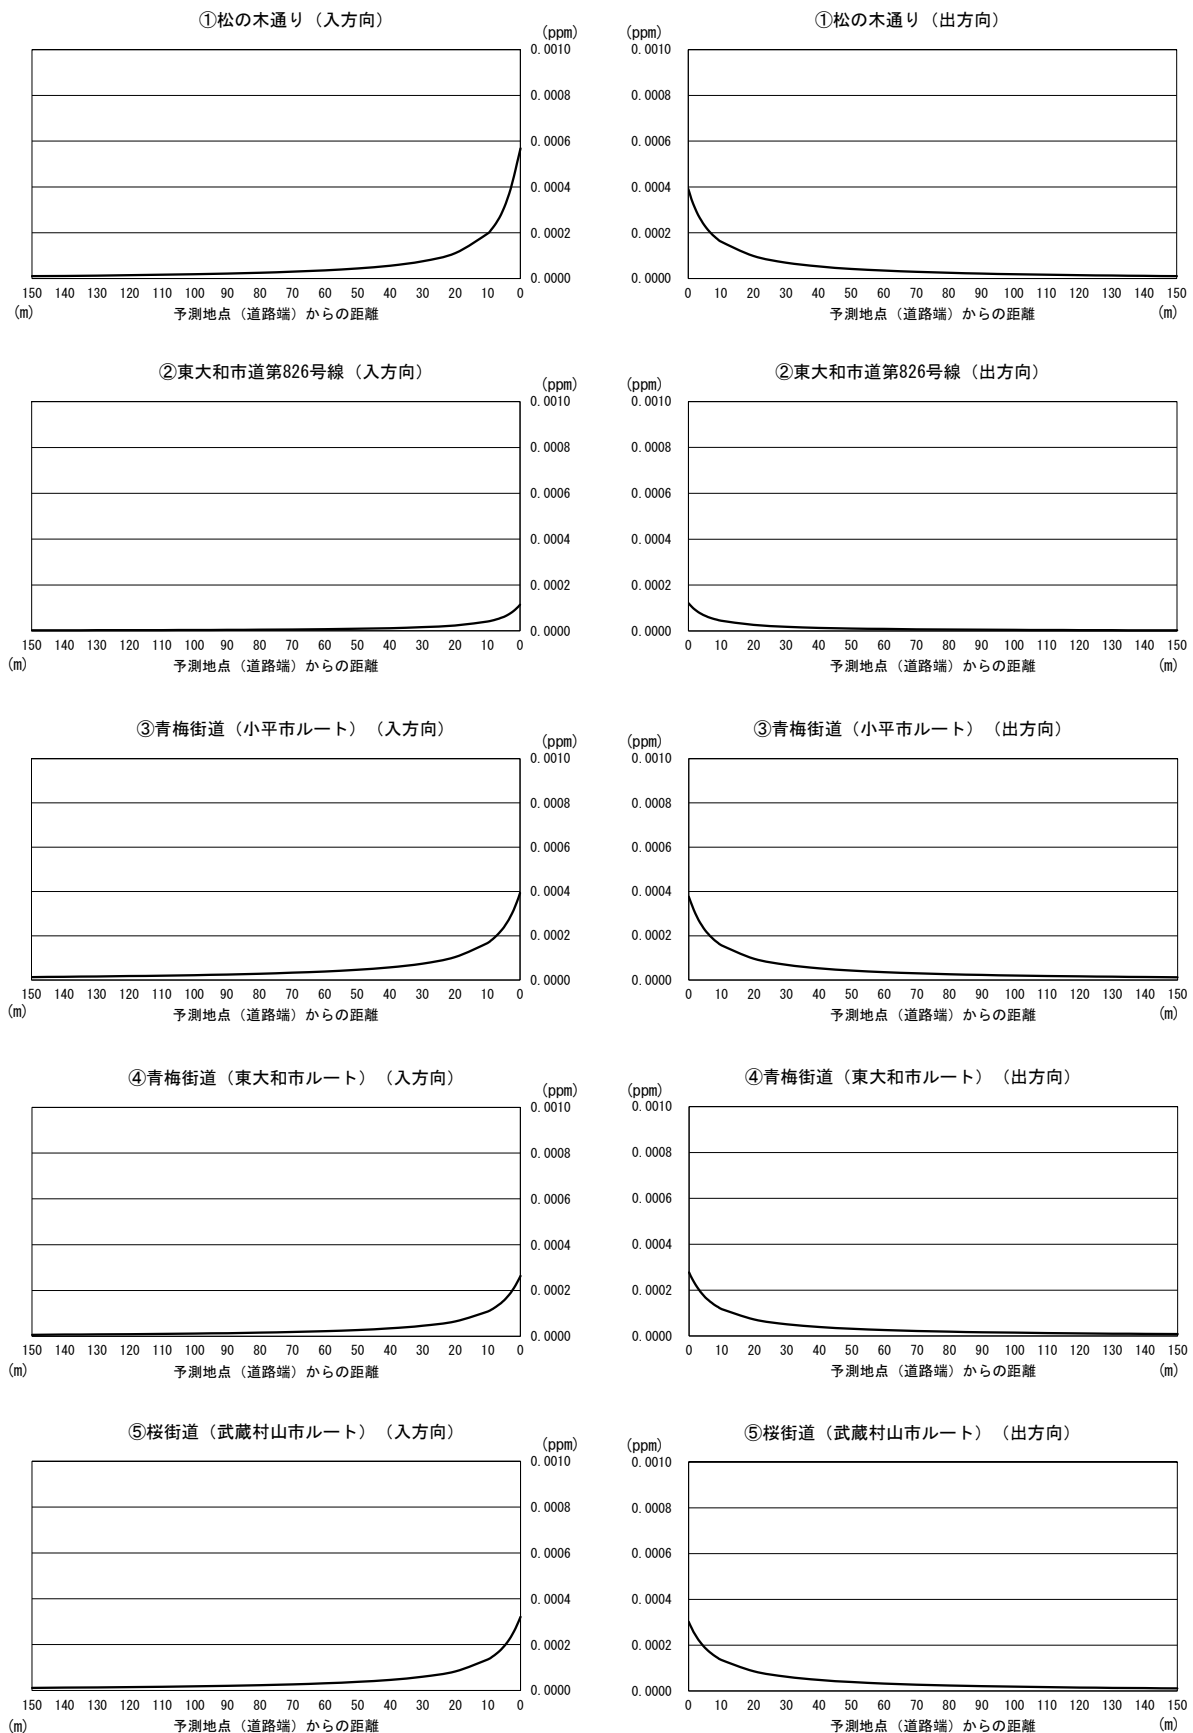 ①松の木通り（入方向）
(ppm)
0.0010
0.0008
0.0006
0.0004
0.0002
0.0000
150 140 130 120 110 100 90 80 70 60 50 40 30 20 10 0
(m) 予測地点（道路端）からの距離
①松の木通り（出方向）
(ppm)
0.0010
0.0008
0.0006
0.0004
0.0002
0.0000
0 10 20 30 40 50 60 70 80 90 100 110 120 130 140 150
予測地点（道路端）からの距離 (m)
②東大和市道第826号線（入方向）
(ppm)
0.0010
0.0008
0.0006
0.0004
0.0002
0.0000
150 140 130 120 110 100 90 80 70 60 50 40 30 20 10 0
(m) 予測地点（道路端）からの距離
②東大和市道第826号線（出方向）
(ppm)
0.0010
0.0008
0.0006
0.0004
0.0002
0.0000
0 10 20 30 40 50 60 70 80 90 100 110 120 130 140 150
予測地点（道路端）からの距離 (m)
③青梅街道（小平市ルート）（入方向）
(ppm)
0.0010
0.0008
0.0006
0.0004
0.0002
0.0000
150 140 130 120 110 100 90 80 70 60 50 40 30 20 10 0
(m) 予測地点（道路端）からの距離
③青梅街道（小平市ルート）（出方向）
(ppm)
0.0010
0.0008
0.0006
0.0004
0.0002
0.0000
0 10 20 30 40 50 60 70 80 90 100 110 120 130 140 150
予測地点（道路端）からの距離 (m)
④青梅街道（東大和市ルート）（入方向）
(ppm)
0.0010
0.0008
0.0006
0.0004
0.0002
0.0000
150 140 130 120 110 100 90 80 70 60 50 40 30 20 10 0
(m) 予測地点（道路端）からの距離
④青梅街道（東大和市ルート）（出方向）
(ppm)
0.0010
0.0008
0.0006
0.0004
0.0002
0.0000
0 10 20 30 40 50 60 70 80 90 100 110 120 130 140 150
予測地点（道路端）からの距離 (m)
⑤桜街道（武蔵村山市ルート）（入方向）
(ppm)
0.0010
0.0008
0.0006
0.0004
0.0002
0.0000
150 140 130 120 110 100 90 80 70 60 50 40 30 20 10 0
(m) 予測地点（道路端）からの距離
⑤桜街道（武蔵村山市ルート）（出方向）
(ppm)
0.0010
0.0008
0.0006
0.0004
0.0002
0.0000
0 10 20 30 40 50 60 70 80 90 100 110 120 130 140 150
予測地点（道路端）からの距離 (m)